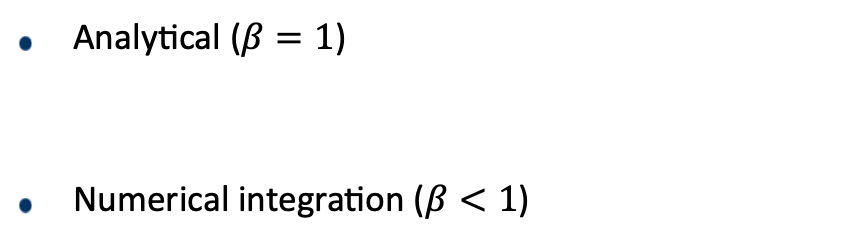 • Analytical (𝛽 = 1)
• Numerical integration (𝛽 < 1)